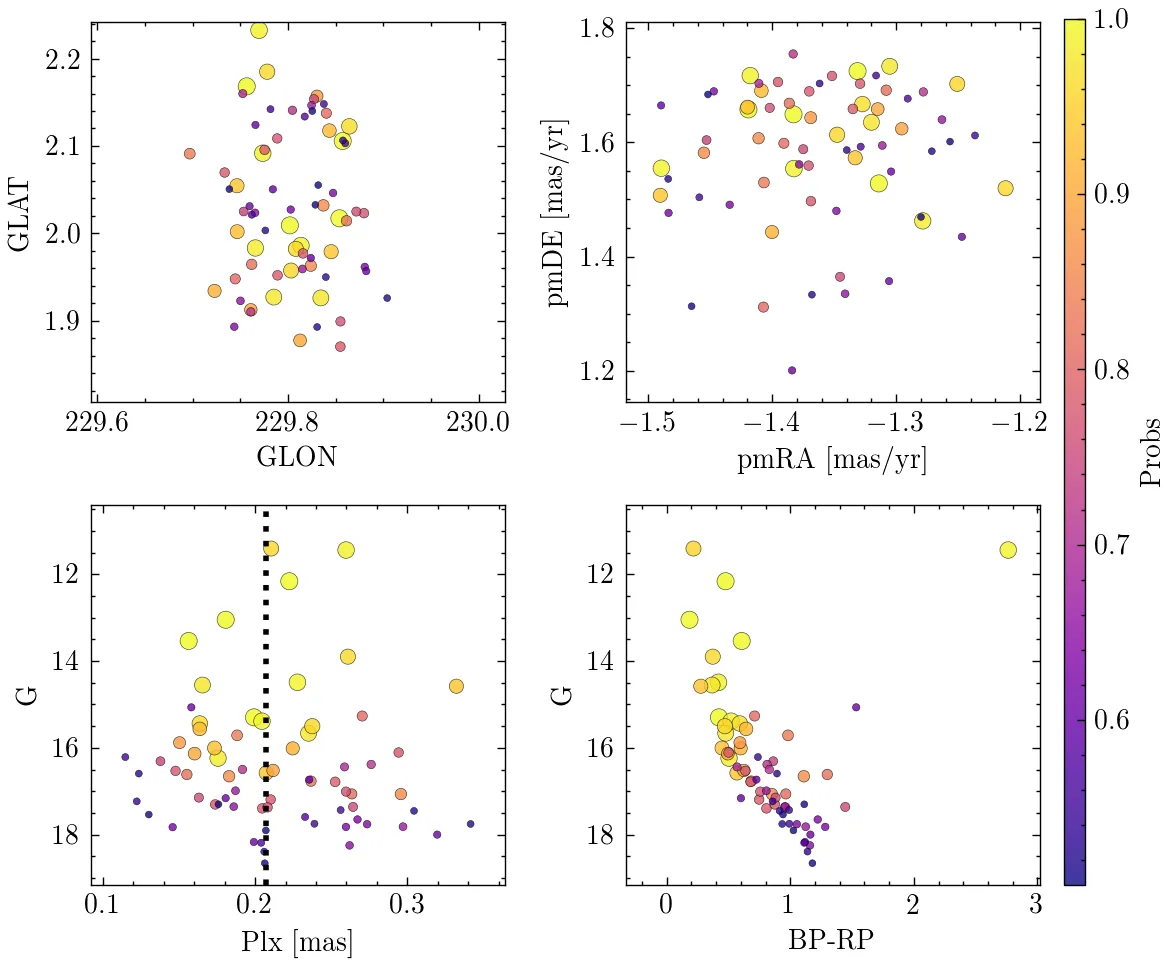 2.2
2.1
2.0
1.9
GLAT
229.6 229.8 230.0
GLON
1.8
1.6
1.4
1.2
pmDE [mas/yr]
−1.5 −1.4 −1.3 −1.2
pmRA [mas/yr]
12
14
16
18
G
0.1 0.2 0.3
Plx [mas]
12
14
16
18
G
0 1 2 3
BP-RP
1.0
0.9
0.8
0.7
0.6
Probs